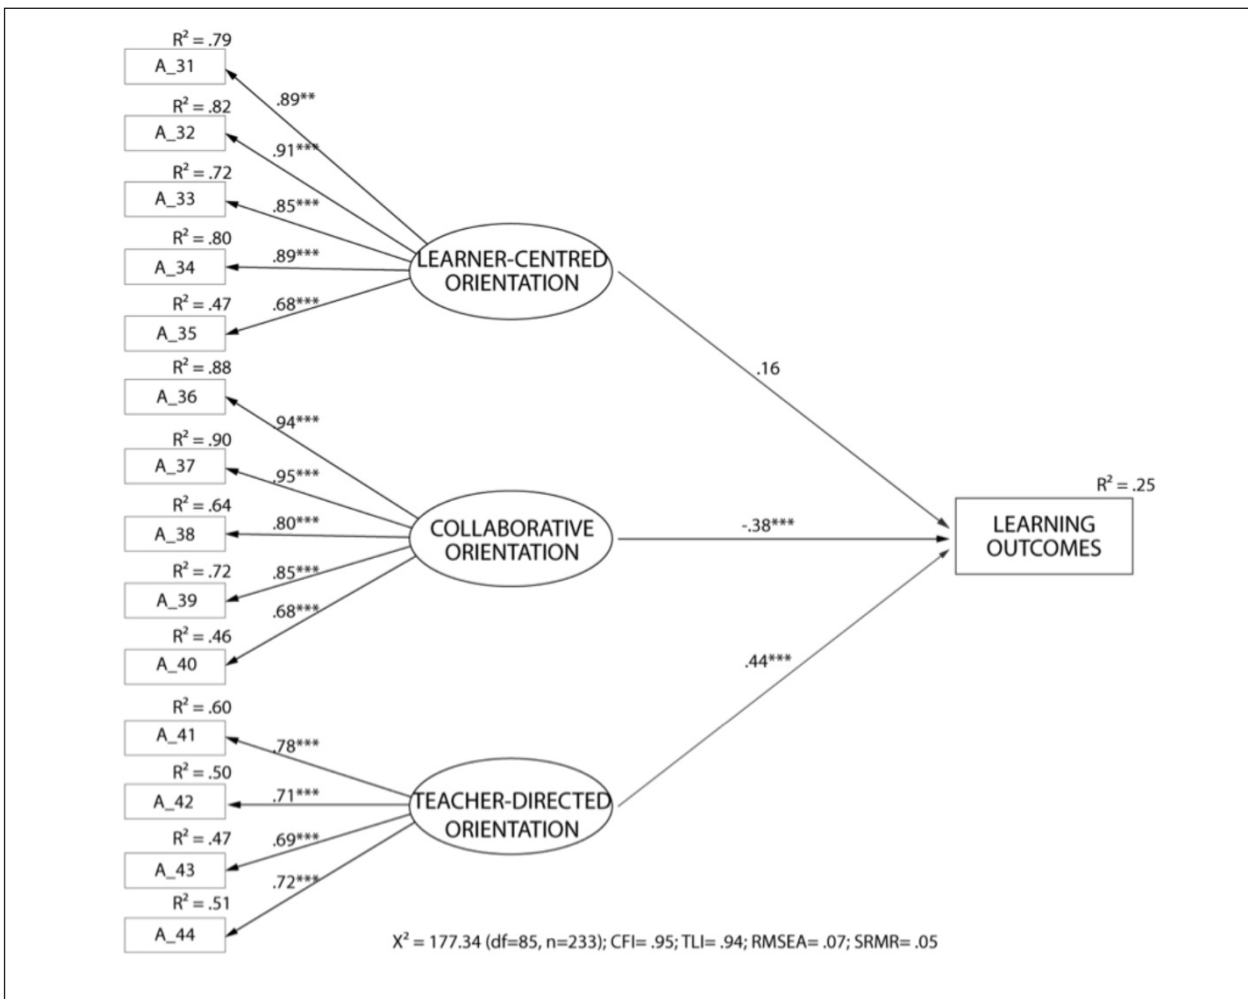 R² = .79
A_31
.89**
R² = .82
A_32
.91***
R² = .72
A_33
.85***
R² = .80
A_34
.89***
R² = .47
A_35
.68***
LEARNER-CENTRED
ORIENTATION
.16
R² = .88
A_36
.94***
R² = .90
A_37
.95***
R² = .64
A_38
.80***
R² = .72
A_39
.85***
R² = .46
A_40
.68***
COLLABORATIVE
ORIENTATION
-.38***
R² = .25
LEARNING
OUTCOMES
R² = .60
A_41
.78***
R² = .50
A_42
.71***
R² = .47
A_43
.69***
R² = .51
A_44
.72***
TEACHER-DIRECTED
ORIENTATION
.44***
X² = 177.34 (df=85, n=233); CFI= .95; TLI= .94; RMSEA= .07; SRMR= .05